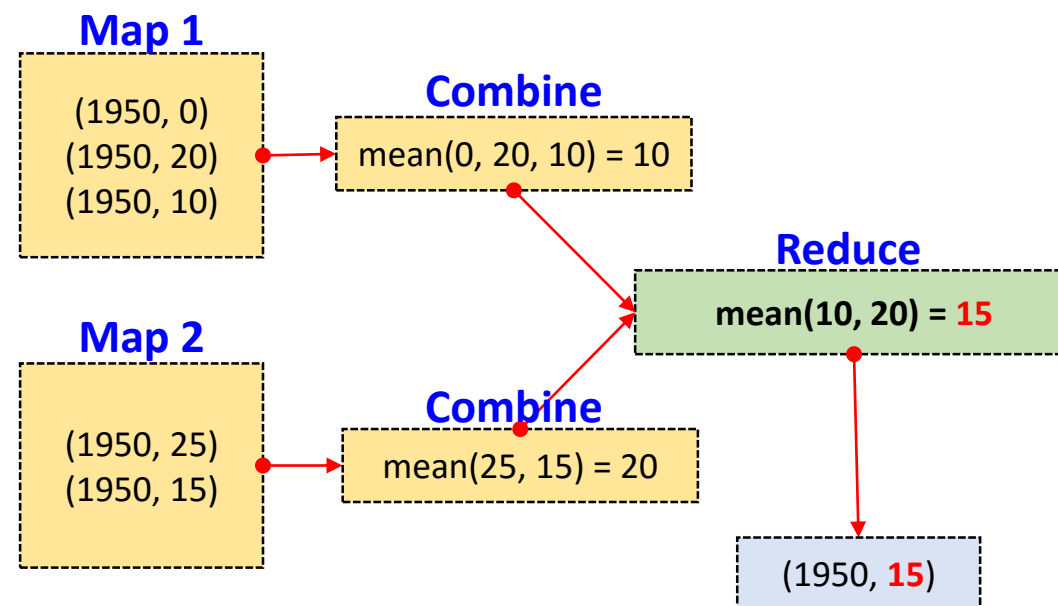 Map 1
(1950, 0)
(1950, 20)
(1950, 10)
Combine
mean(0, 20, 10) = 10
Reduce
mean(10, 20) = 15
Map 2
(1950, 25)
(1950, 15)
Combine
mean(25, 15) = 20
(1950, 15)